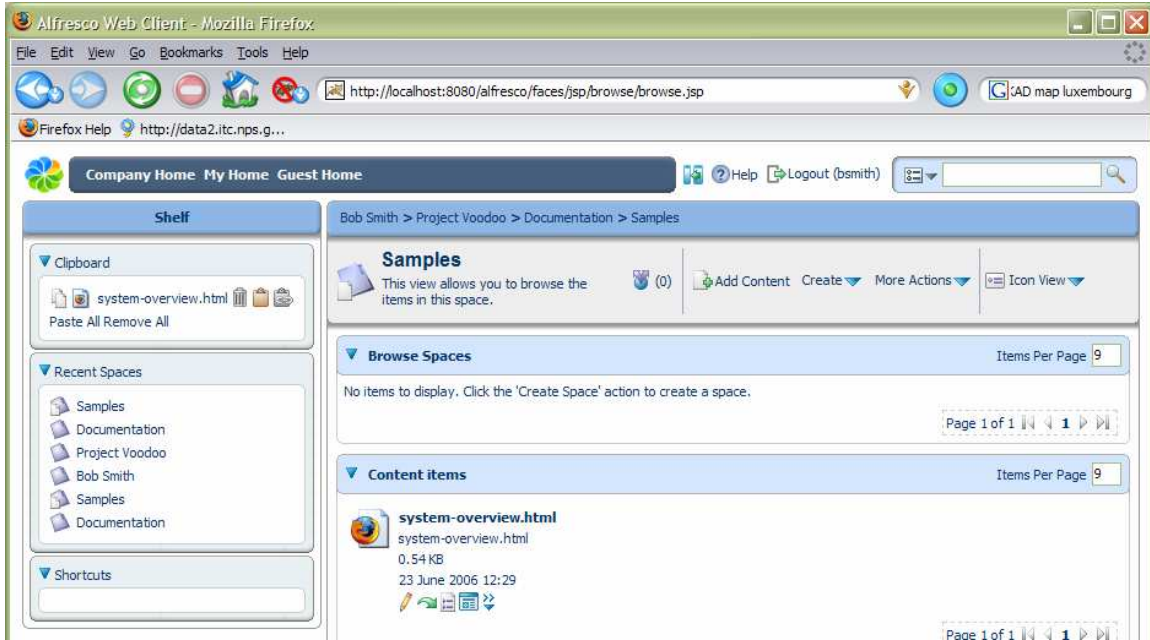 Alfresco Web Client - Mozilla Firefox
File Edit View Go Bookmarks Tools Help
http://localhost:8080/alfresco/faces/jsp/browse/browse.jsp
G :AD map luxembourg
Firefox Help http://data2.itc.nps.g...
Company Home My Home Guest Home
Help Logout (bsmith)
Shelf
Bob Smith > Project Voodoo > Documentation > Samples
Clipboard
system-overview.html
Paste All Remove All
Recent Spaces
Samples
Documentation
Project Voodoo
Bob Smith
Samples
Documentation
Shortcuts
Samples
This view allows you to browse the
items in this space.
(0)
Add Content Create More Actions Icon View
Browse Spaces Items Per Page 9
No items to display. Click the 'Create Space' action to create a space.
Page 1 of 1 1
Content items Items Per Page 9
system-overview.html
system-overview.html
0.54 KB
23 June 2006 12:29
Page 1 of 1 1